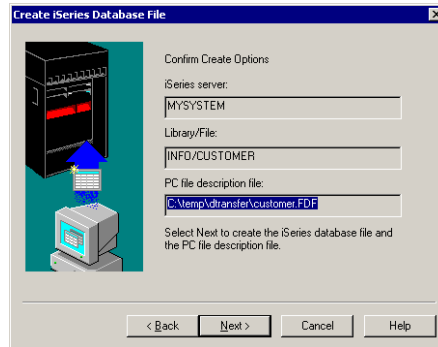 Create iSeries Database File
Confirm Create Options
iSeries server:
MYSYSTEM
Library/File:
INFO/CUSTOMER
PC file description file:
C:\temp\dtransfer\customer.FDF
Select Next to create the iSeries database file and
the PC file description file.
< Back
Next >
Cancel
Help